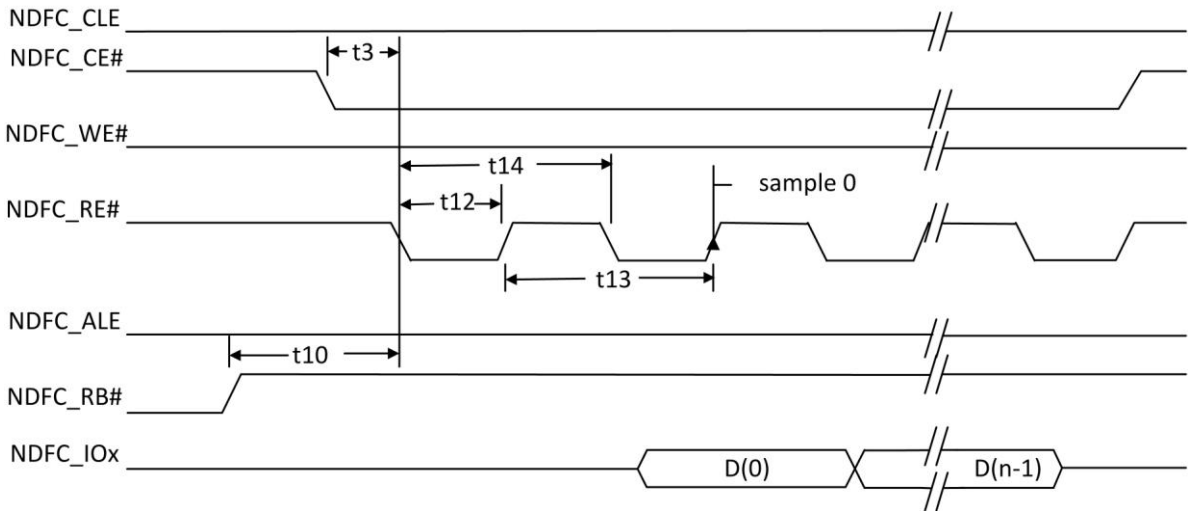 NDFC_CLE
t3
NDFC_CE#
NDFC_WE#
t14
sample 0
t12
NDFC_RE#
t13
NDFC_ALE
t10
NDFC_RB#
NDFC_IOx
D(0) D(n-1)